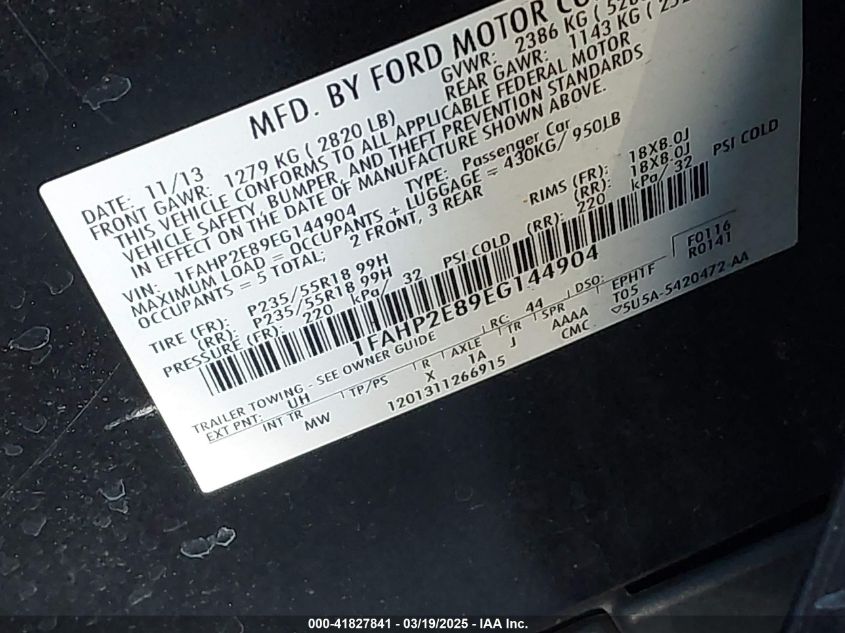 MFD. BY FORD MOTOR CO
DATE: 11/13 GVWR: 2386 KG (
FRONT GAWR: 1279 KG ( 2820 LB) REAR GAWR: 1143 KG (
THIS VEHICLE CONFORMS TO ALL APPLICABLE FEDERAL MOTOR
VEHICLE SAFETY, BUMPER, AND THEFT PREVENTION STANDARDS
IN EFFECT ON THE DATE OF MANUFACTURE SHOWN ABOVE.
VIN: 1FAHP2E89EG144904 TYPE: Passenger Car
MAXIMUM LOAD = OCCUPANTS + LUGGAGE = 430KG/ 950LB
OCCUPANTS = 5 TOTAL; 2 FRONT, 3 REAR
TIRE (FR): P235/55R18 99H RIMS (FR): 18X8.0J
(RR): P235/55R18 99H (RR): 18X8.0J
PRESSURE (FR): 220 kPa/ 32 PSI COLD (RR): 220 kPa/ 32 PSI COLD
1FAHP2E89EG144904
F0116
R0141
TRAILER TOWING - SEE OWNER GUIDE RC: 44 DSO:
EXT PNT: UH EPHTF
INT TR TP/PS R AXLE TR SPR T05
MW X 1A J AAAA
CMC
1201311266915
5U5A-5420472-AA
000-41827841 - 03/19/2025 - IAA Inc.